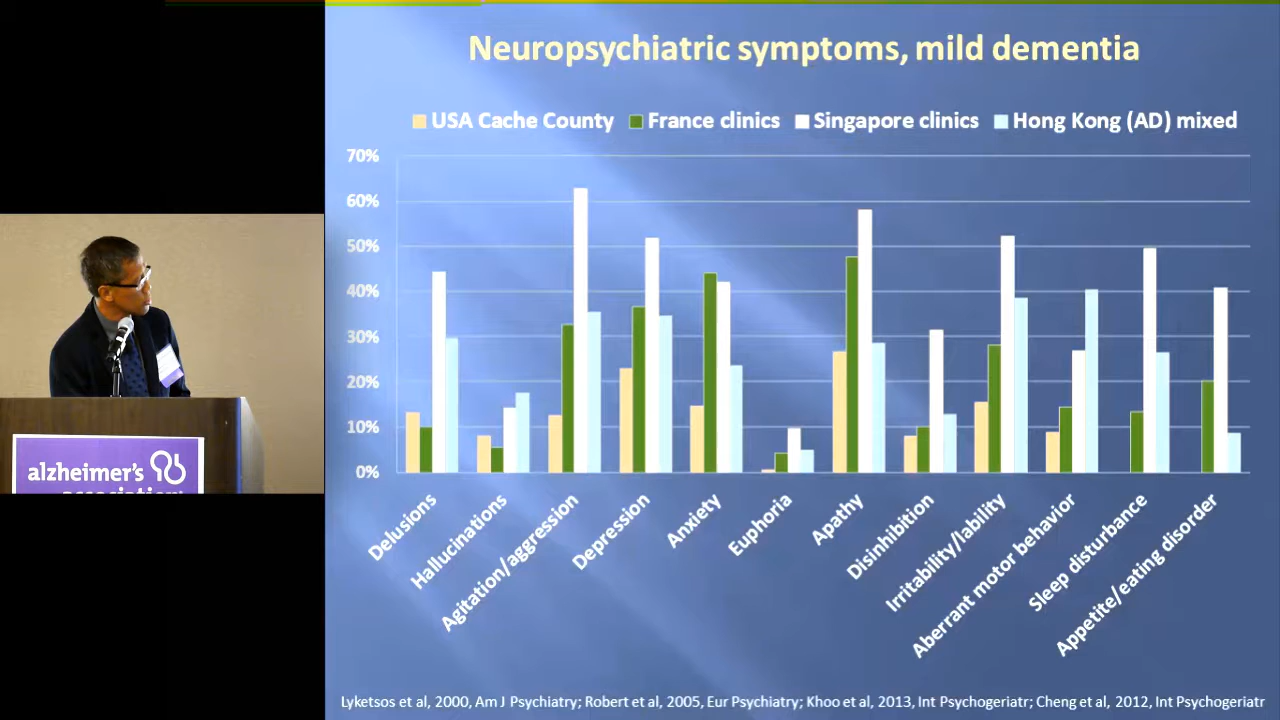 Neuropsychiatric symptoms, mild dementia
USA Cache County
France clinics
Singapore clinics
Hong Kong (AD) mixed
70%
60%
50%
40%
30%
20%
10%
0%
Delusions
Hallucinations
Agitation/aggression
Depression
Anxiety
Euphoria
Apathy
Disinhibition
Irritability/lability
Aberrant motor behavior
Sleep disturbance
Appetite/eating disorder
Lyketsos et al, 2000, Am J Psychiatry; Robert et al, 2005, Eur Psychiatry; Khoo et al, 2013, Int Psychogeriatr; Cheng et al, 2012, Int Psychogeriatr
alzheimer's
association